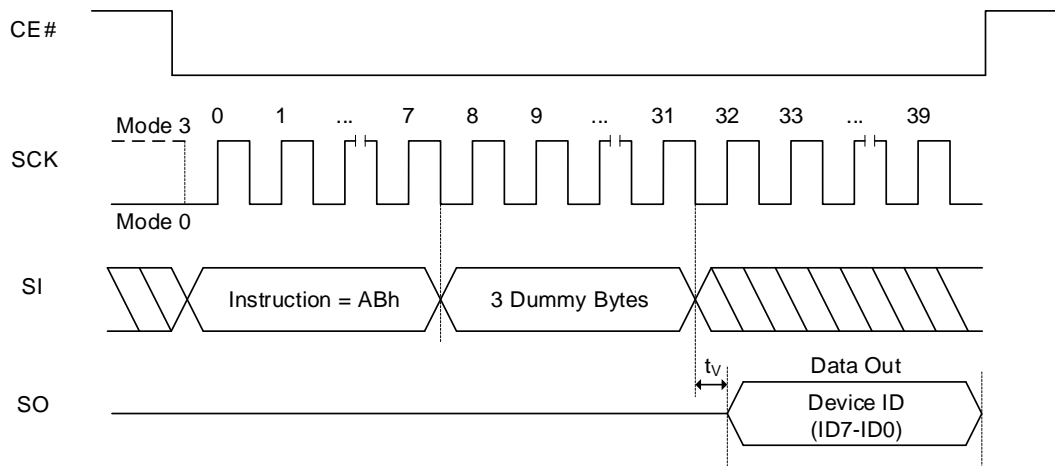 CE#
0 1 ... 7 8 9 ... 31 32 33 ... 39
Mode 3
SCK
Mode 0
SI
Instruction = ABh
3 Dummy Bytes
tV
Data Out
SO
Device ID
(ID7-ID0)